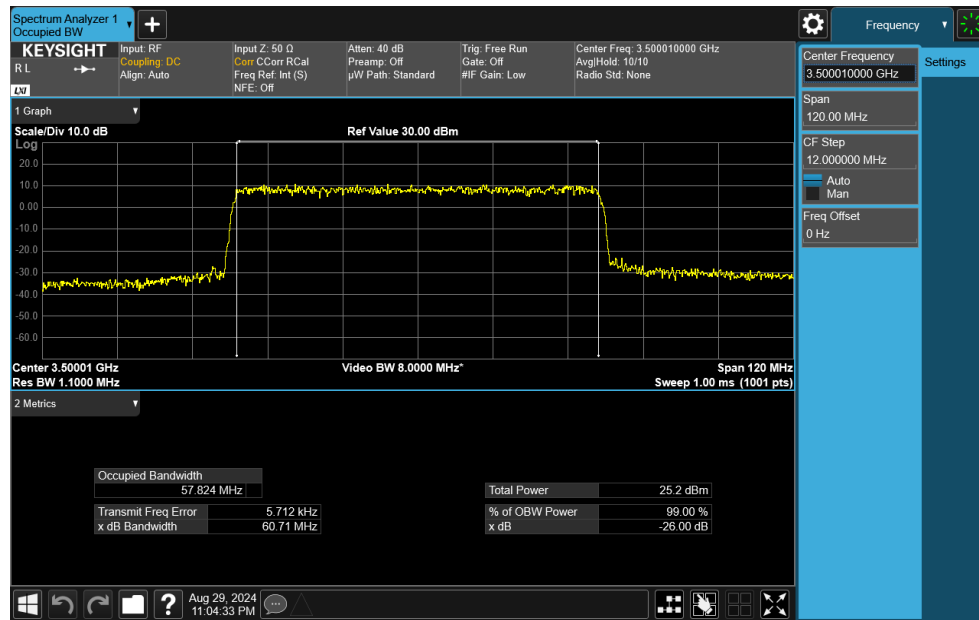 Spectrum Analyzer 1
Occupied BW
Frequency
KEYSIGHT
R L
LXI
Input: RF
Coupling: DC
Align: Auto
Input Z: 50 Ω
Corr CCorr RCal
Freq Ref: Int (S)
NFE: Off
Atten: 40 dB
Preamp: Off
µW Path: Standard
Trig: Free Run
Gate: Off
#IF Gain: Low
Center Freq: 3.500010000 GHz
Avg|Hold: 10/10
Radio Std: None
Center Frequency
3.500010000 GHz
Settings
Span
120.00 MHz
CF Step
12.000000 MHz
Auto
Man
Freq Offset
0 Hz
1 Graph
Scale/Div 10.0 dB
Ref Value 30.00 dBm
Log
20.0
10.0
0.00
-10.0
-20.0
-30.0
-40.0
-50.0
-60.0
Center 3.50001 GHz
Video BW 8.0000 MHz*
Span 120 MHz
Res BW 1.1000 MHz
Sweep 1.00 ms (1001 pts)
2 Metrics
Occupied Bandwidth
57.824 MHz
Total Power 25.2 dBm
Transmit Freq Error 5.712 kHz
% of OBW Power 99.00 %
x dB Bandwidth 60.71 MHz
x dB -26.00 dB
Aug 29, 2024
11:04:33 PM